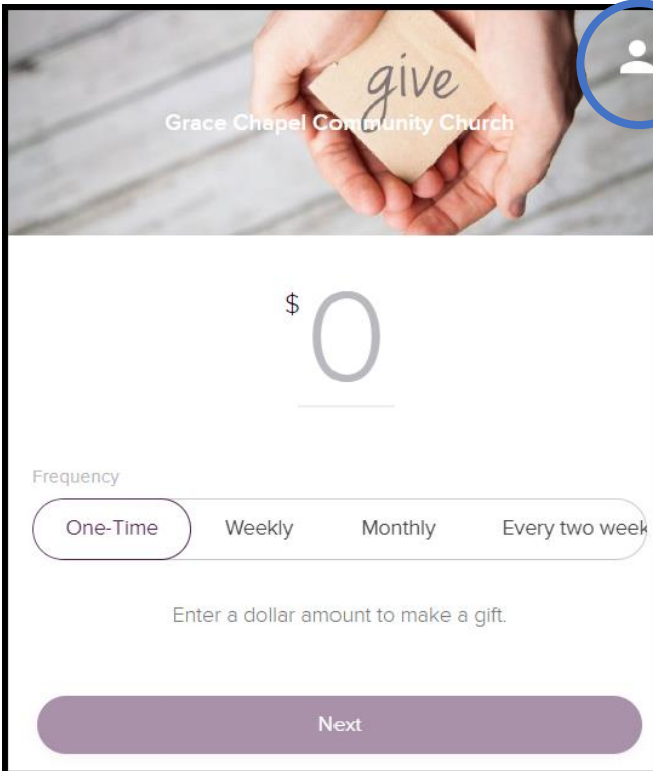 give
Grace Chapel Community Church
$ 0
Frequency
One-Time Weekly Monthly Every two week
Enter a dollar amount to make a gift.
Next